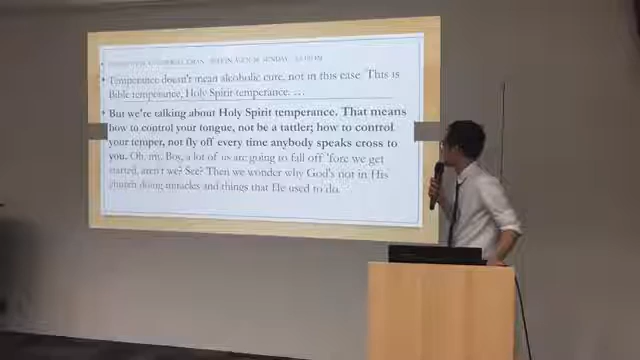 Temperance doesn't mean alcoholic cure, not in this case. This is
Bible temperance, Holy Spirit temperance. ...
But we're talking about Holy Spirit temperance. That means
how to control your tongue, not be a tattler; how to control
your temper, not fly off every time anybody speaks cross to
you. Oh, my. Boy, a lot of us are going to fall off 'fore we get
started, aren't we? See? Then we wonder why God's not in His
church doing miracles and things that He used to do.